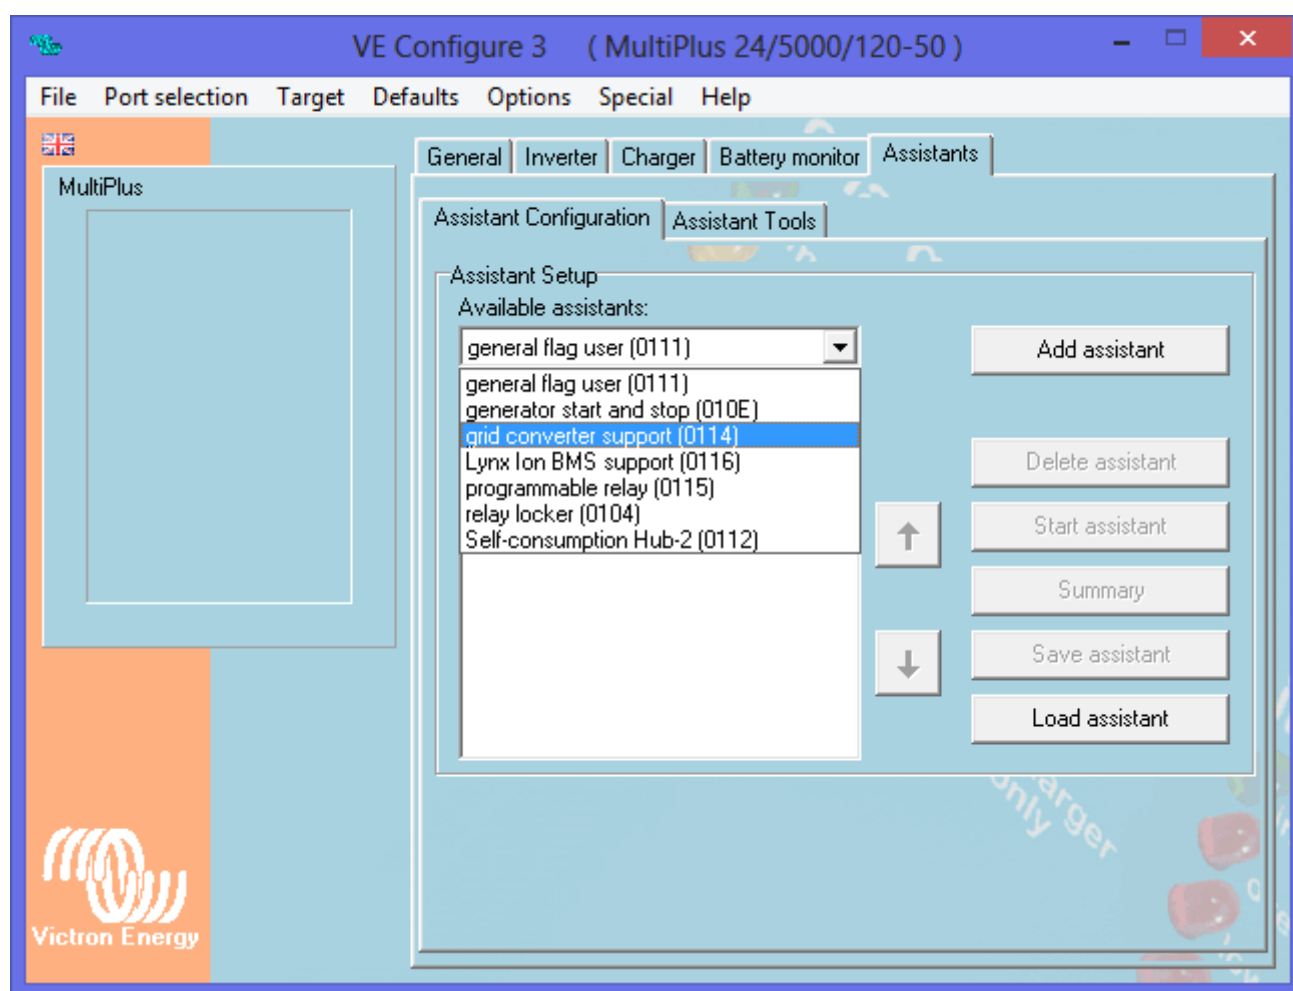 VE Configure 3 ( MultiPlus 24/5000/120-50 )
File Port selection Target Defaults Options Special Help
MultiPlus
General Inverter Charger Battery monitor Assistants
Assistant Configuration Assistant Tools
Assistant Setup
Available assistants:
general flag user (0111)
general flag user (0111)
generator start and stop (010E)
grid converter support (0114)
Lynx Ion BMS support (0116)
programmable relay (0115)
relay locker (0104)
Self-consumption Hub-2 (0112)
Add assistant
Delete assistant
Start assistant
Summary
Save assistant
Load assistant
charger
only
Victron Energy